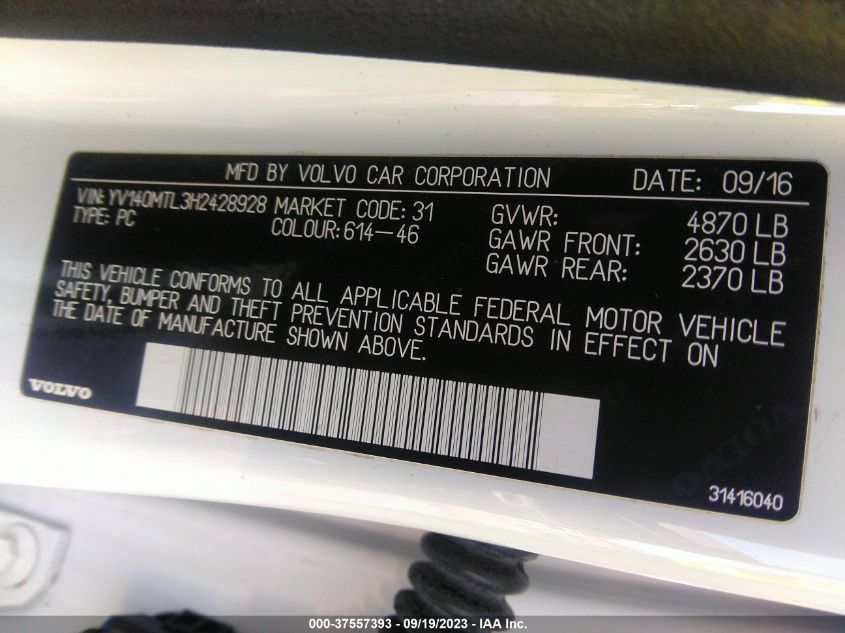 MFD BY VOLVO CAR CORPORATION DATE: 09/16
VIN: YV140MTL3H2428928 MARKET CODE: 31 GVWR: 4870 LB
TYPE: PC COLOUR: 614-46 GAWR FRONT: 2630 LB
GAWR REAR: 2370 LB
THIS VEHICLE CONFORMS TO ALL APPLICABLE FEDERAL MOTOR VEHICLE
SAFETY, BUMPER AND THEFT PREVENTION STANDARDS IN EFFECT ON
THE DATE OF MANUFACTURE SHOWN ABOVE.
VOLVO
31416040
000-37557393 - 09/19/2023 - IAA Inc.